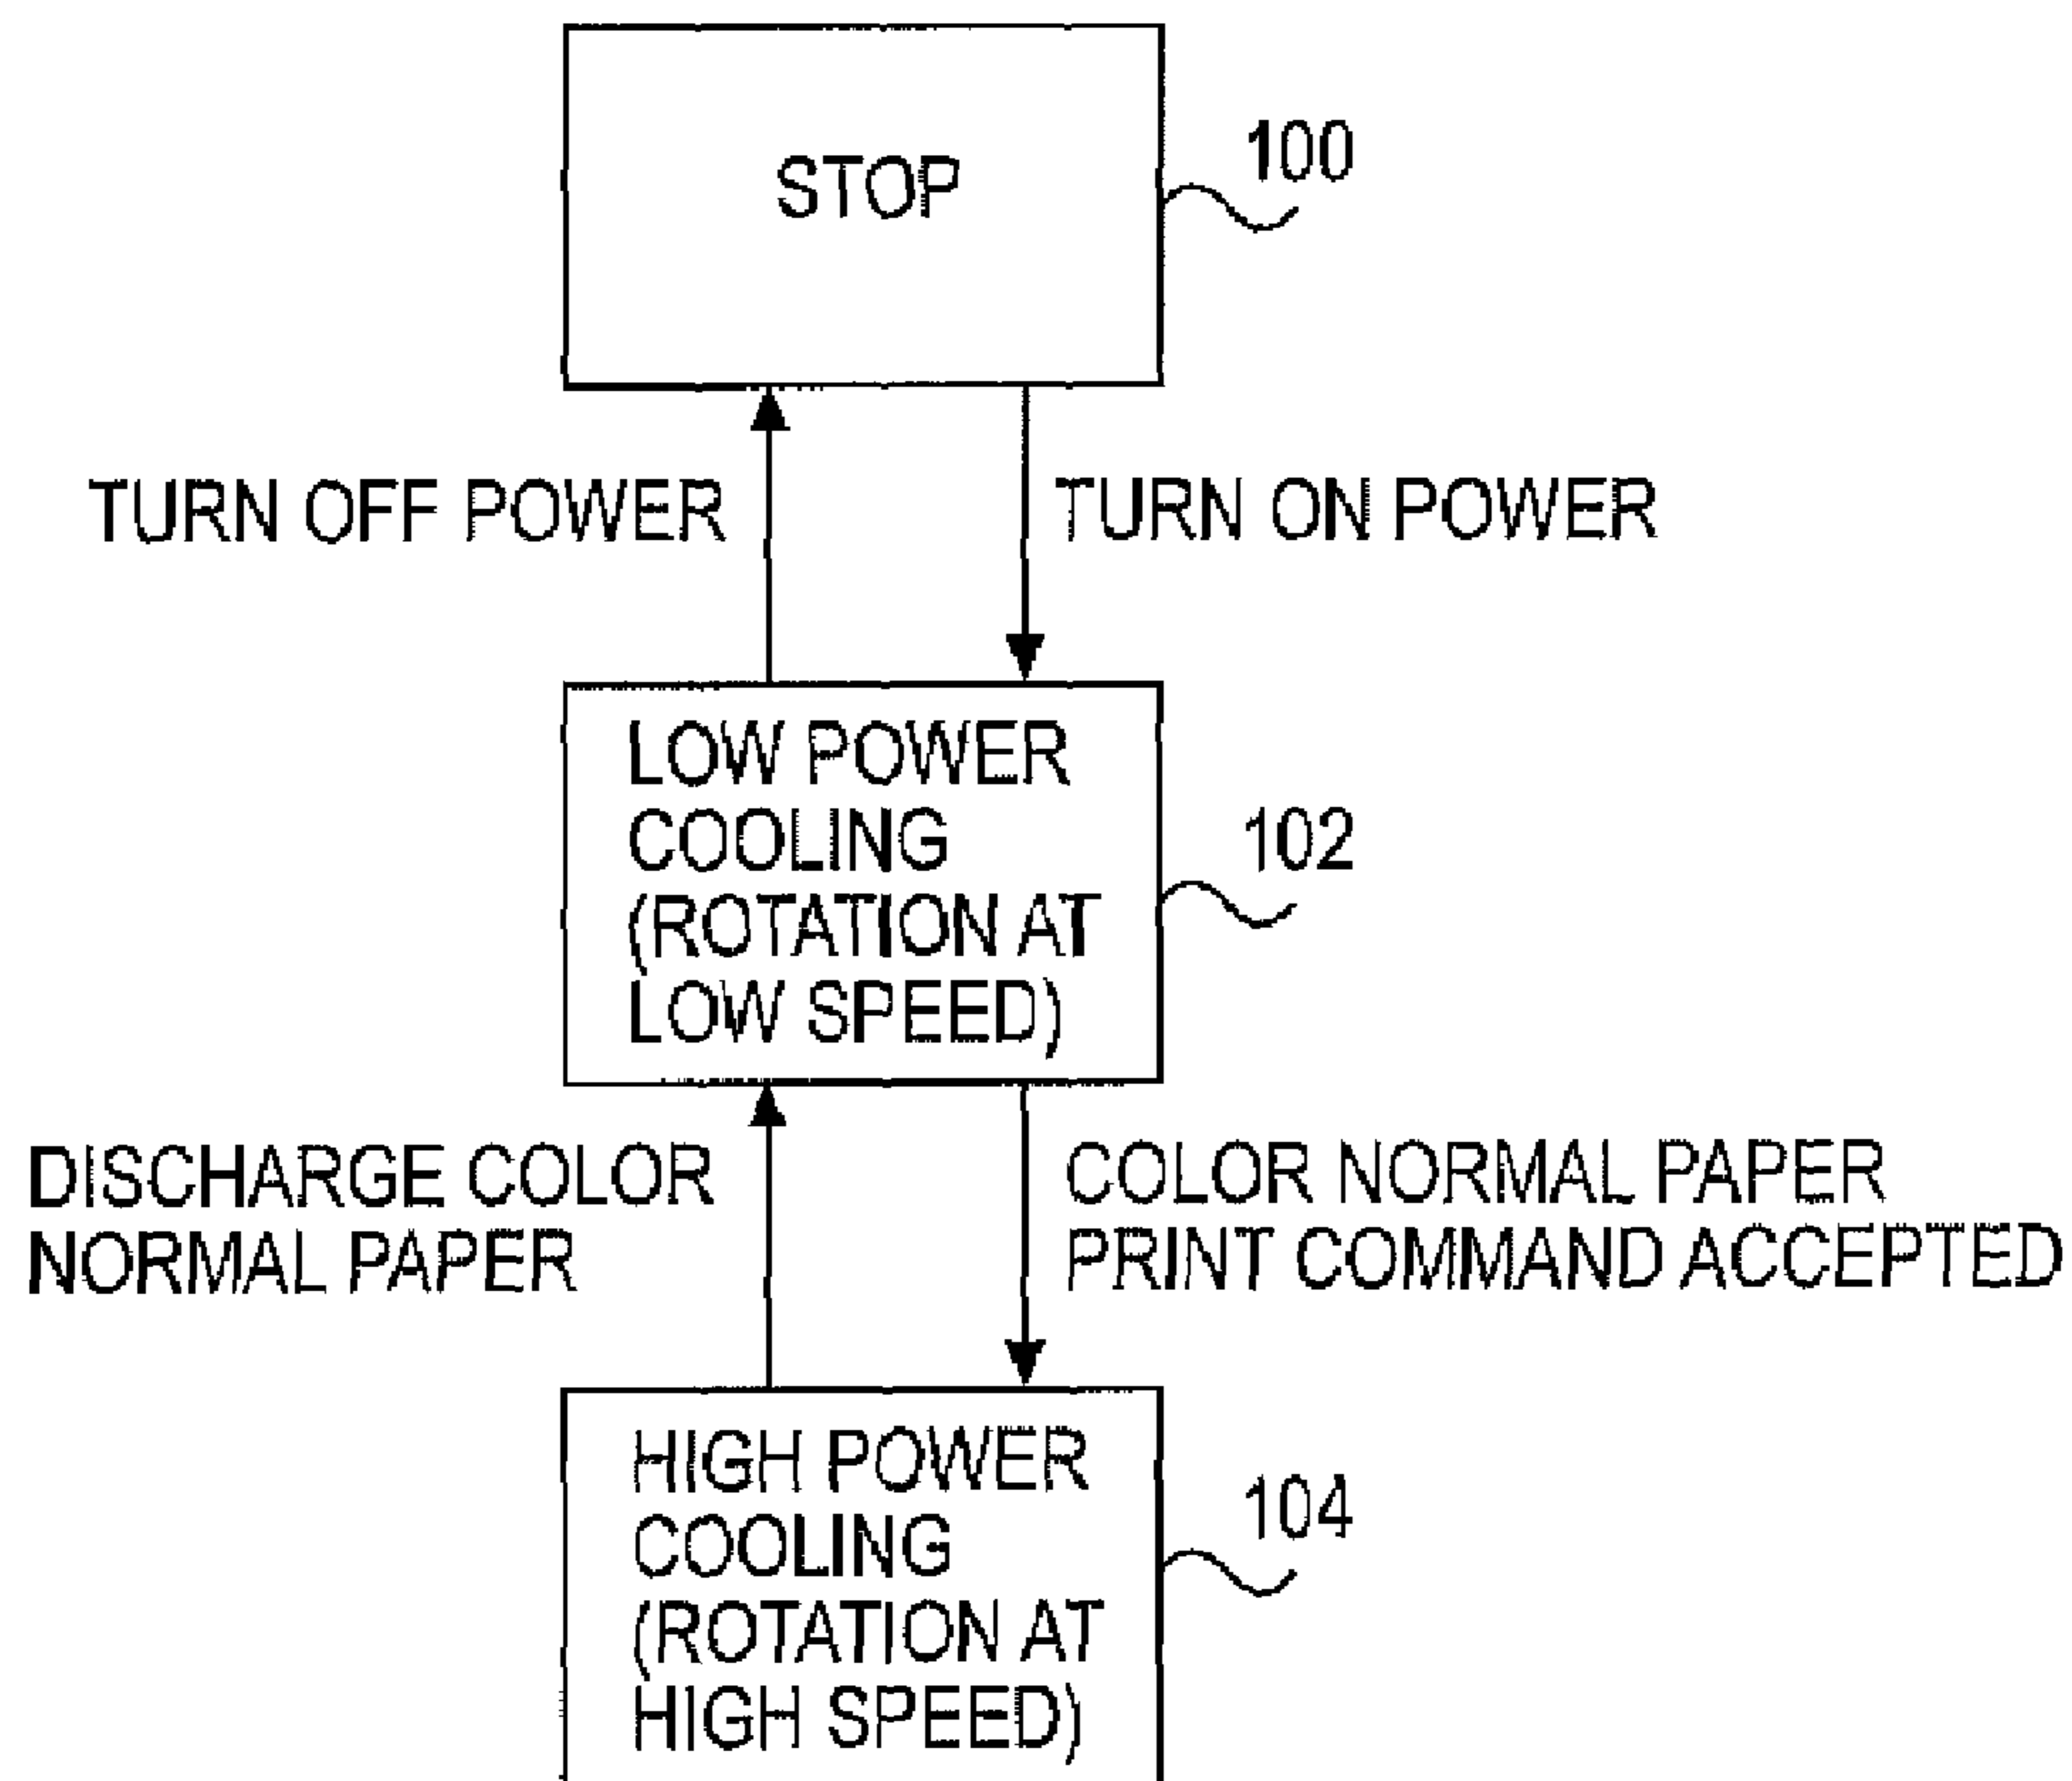 STOP
100
TURN OFF POWER
TURN ON POWER
LOW POWER
COOLING
(ROTATION AT
LOW SPEED)
102
DISCHARGE COLOR
NORMAL PAPER
COLOR NORMAL PAPER
PRINT COMMAND ACCEPTED
HIGH POWER
COOLING
(ROTATION AT
HIGH SPEED)
104